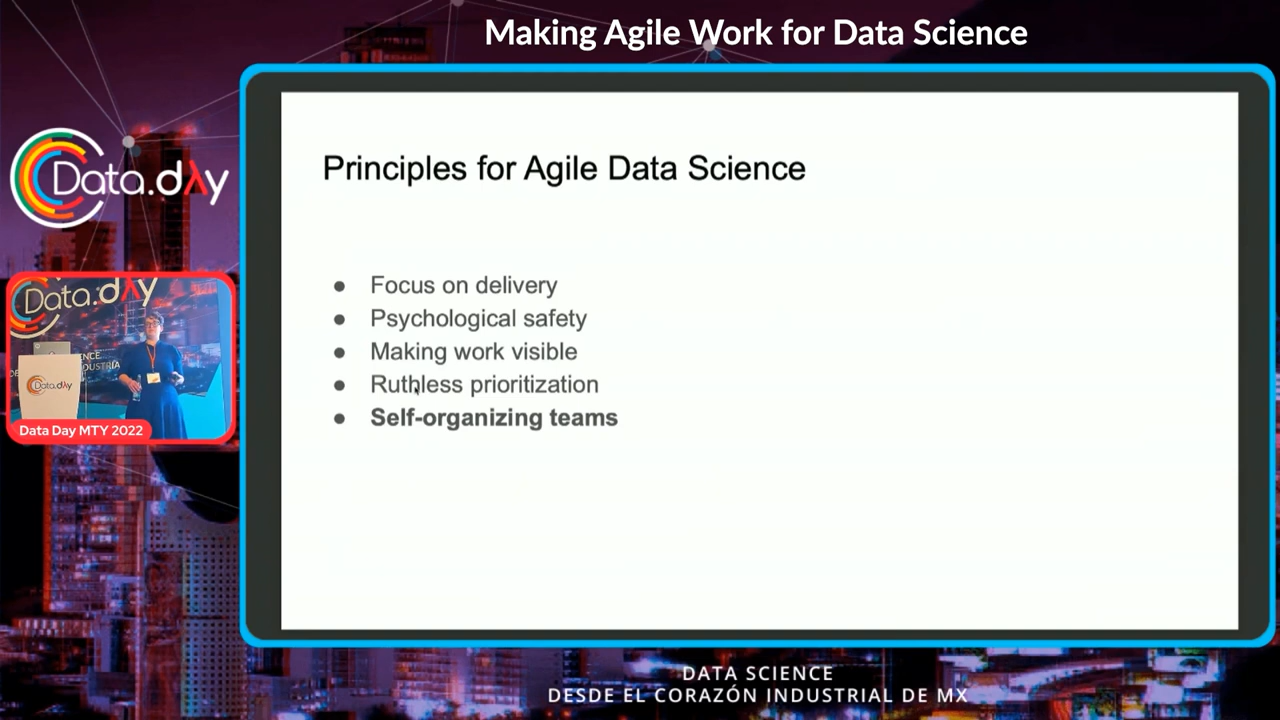 Making Agile Work for Data Science
Data.dλy
Principles for Agile Data Science
● Focus on delivery
● Psychological safety
● Making work visible
● Ruthless prioritization
● Self-organizing teams
Data.dλy
Data.dλy
Data Day MTY 2022
DATA SCIENCE
DESDE EL CORAZÓN INDUSTRIAL DE MX